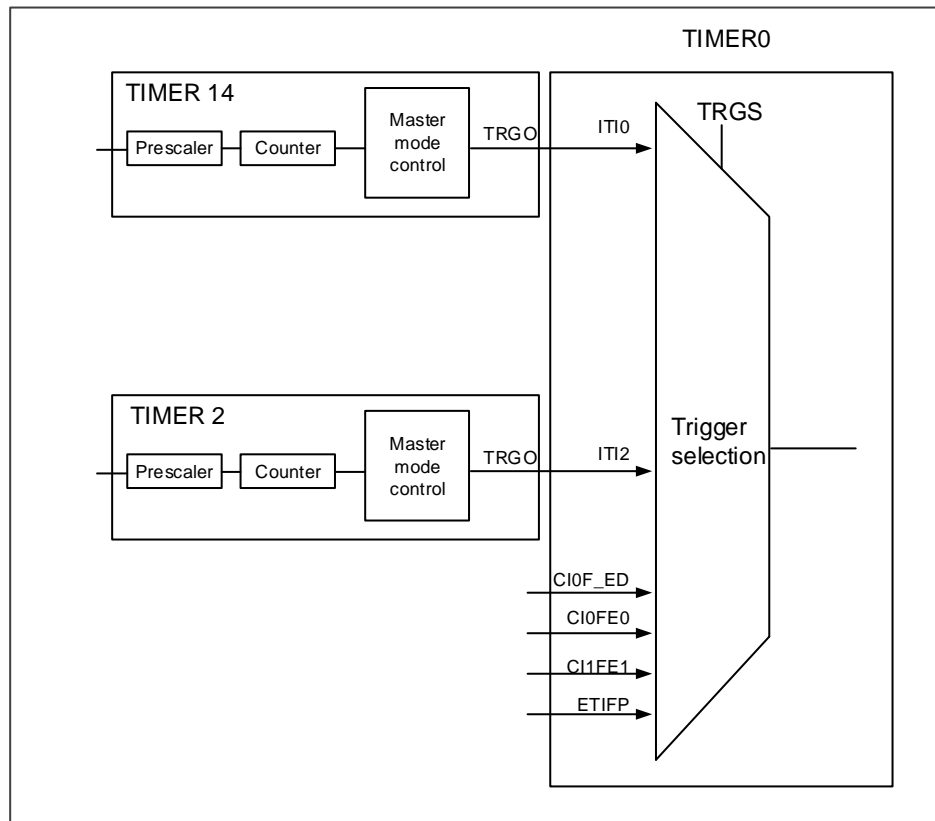 TIMER0
TIMER 14
Prescaler
Counter
Master
mode
control
TRGO
ITI0
TRGS
TIMER 2
Prescaler
Counter
Master
mode
control
TRGO
ITI2
Trigger
selection
CI0F_ED
CI0FE0
CI1FE1
ETIFP